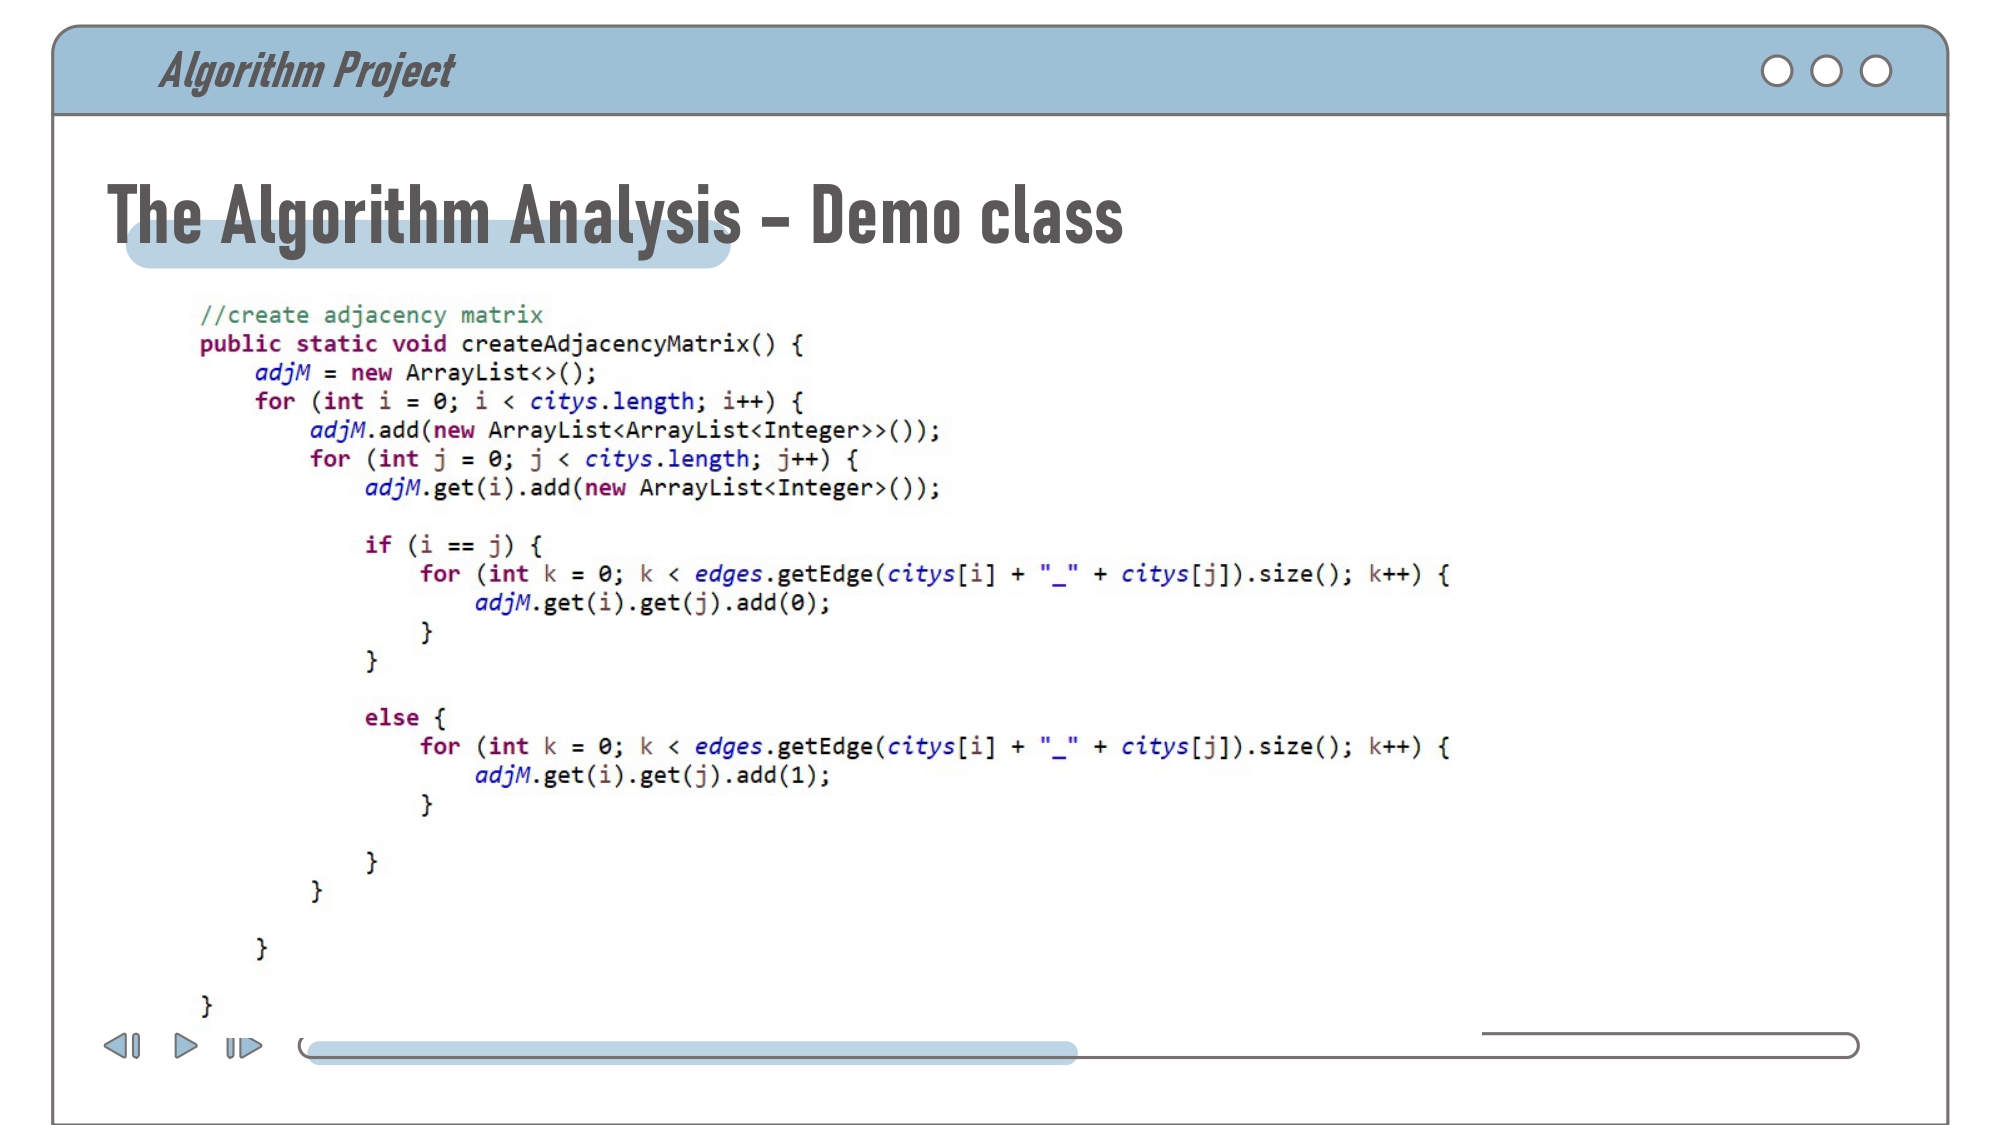 Algorithm Project
The Algorithm Analysis – Demo class
//create adjacency matrix
public static void createAdjacencyMatrix() {
    adjM = new ArrayList<>();
    for (int i = 0; i < citys.length; i++) {
        adjM.add(new ArrayList<ArrayList<Integer>>());
        for (int j = 0; j < citys.length; j++) {
            adjM.get(i).add(new ArrayList<Integer>());
            if (i == j) {
                for (int k = 0; k < edges.getEdge(citys[i] + "_" + citys[j]).size(); k++) {
                    adjM.get(i).get(j).add(0);
                }
            }
            else {
                for (int k = 0; k < edges.getEdge(citys[i] + "_" + citys[j]).size(); k++) {
                    adjM.get(i).get(j).add(1);
                }
            }
        }
    }
}